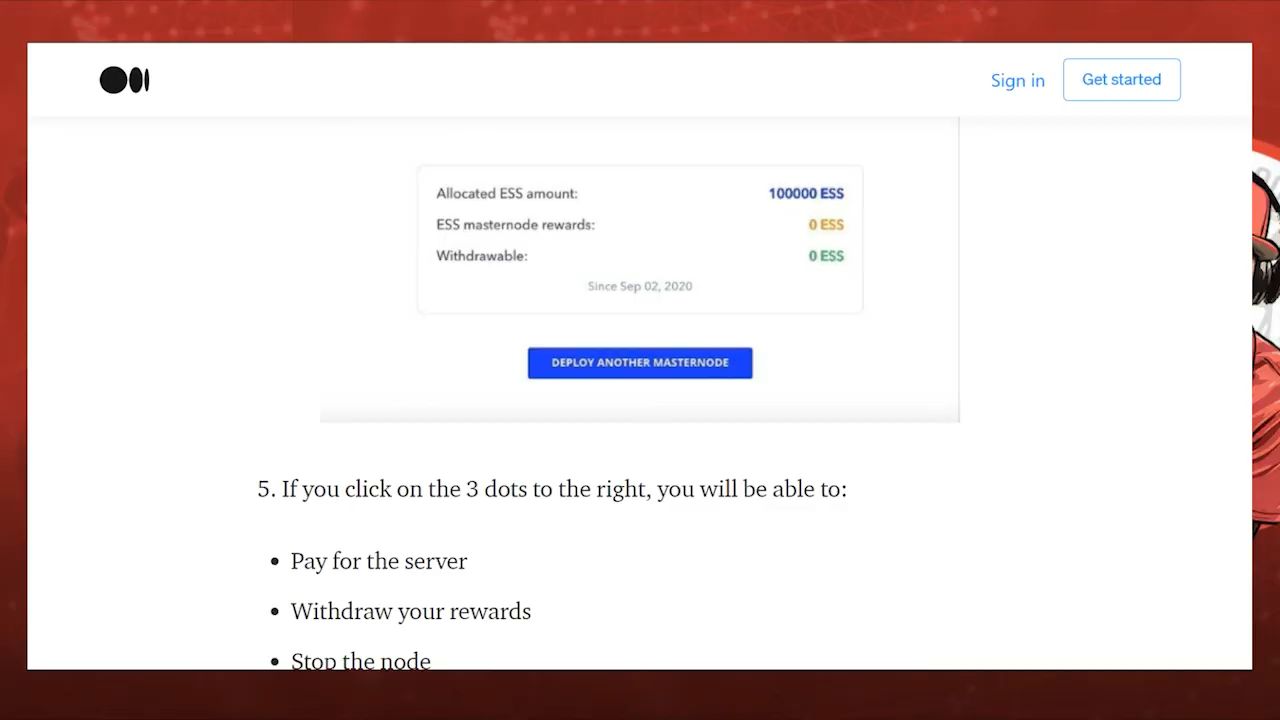 Sign in
Get started
Allocated ESS amount: 100000 ESS
ESS masternode rewards: 0 ESS
Withdrawable: 0 ESS
Since Sep 02, 2020
DEPLOY ANOTHER MASTERNODE
5. If you click on the 3 dots to the right, you will be able to:
• Pay for the server
• Withdraw your rewards
• Stop the node